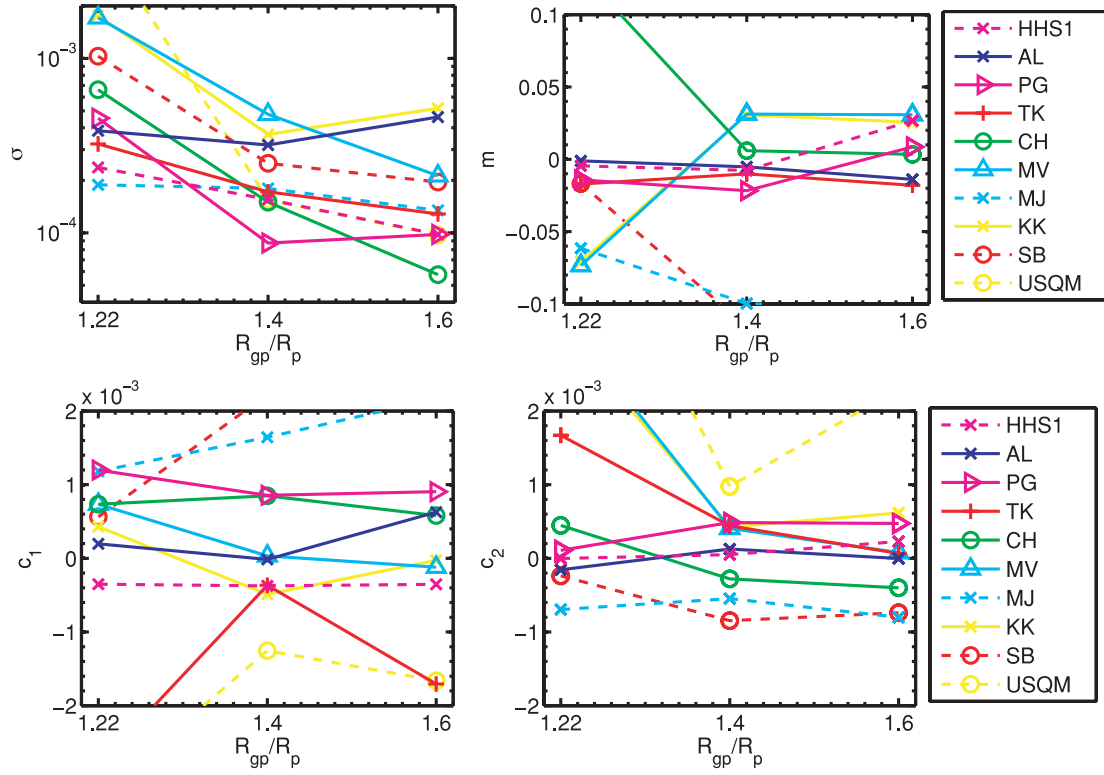 σ
10⁻³
10⁻⁴
1.22 1.4 1.6
R_gp/R_p
m
0.1
0.05
0
−0.05
−0.1
1.22 1.4 1.6
R_gp/R_p
HHS1
AL
PG
TK
CH
MV
MJ
KK
SB
USQM
c₁
x 10⁻³
2
1
0
−1
−2
1.22 1.4 1.6
R_gp/R_p
c₂
x 10⁻³
2
1
0
−1
−2
1.22 1.4 1.6
R_gp/R_p
HHS1
AL
PG
TK
CH
MV
MJ
KK
SB
USQM